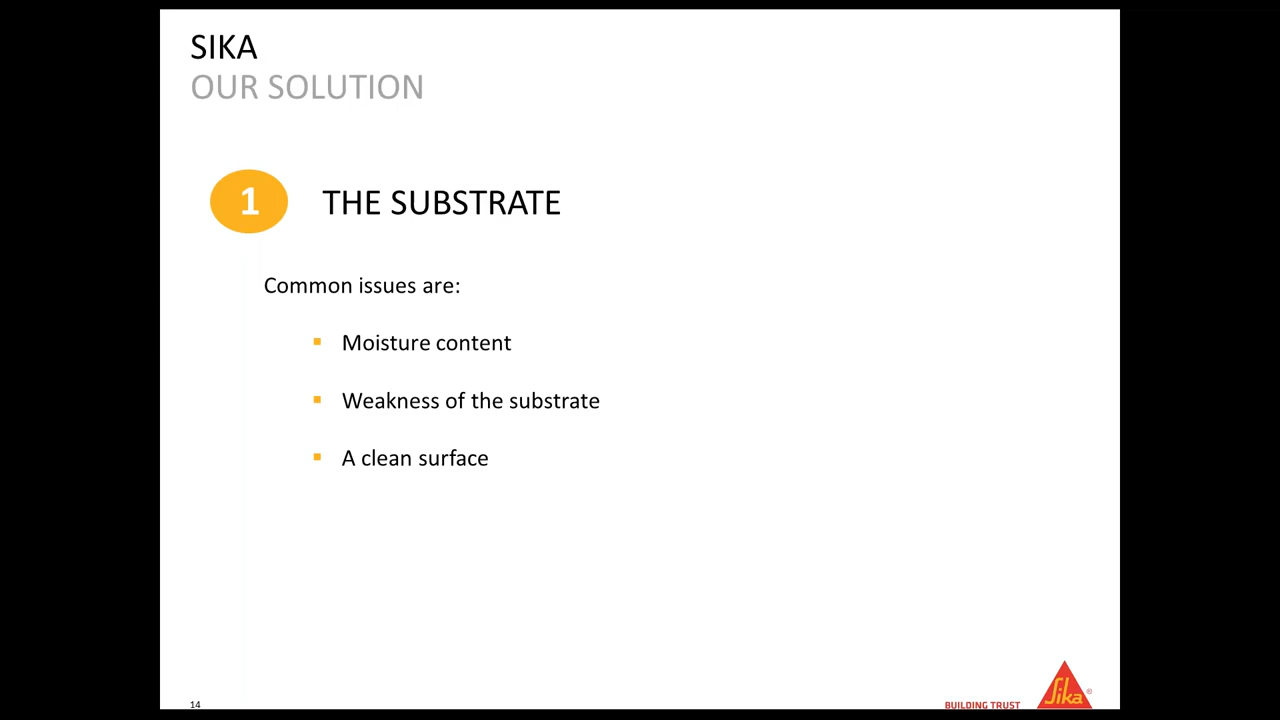 SIKA
OUR SOLUTION
1
THE SUBSTRATE
Common issues are:
▪ Moisture content
▪ Weakness of the substrate
▪ A clean surface
14
BUILDING TRUST
Sika®